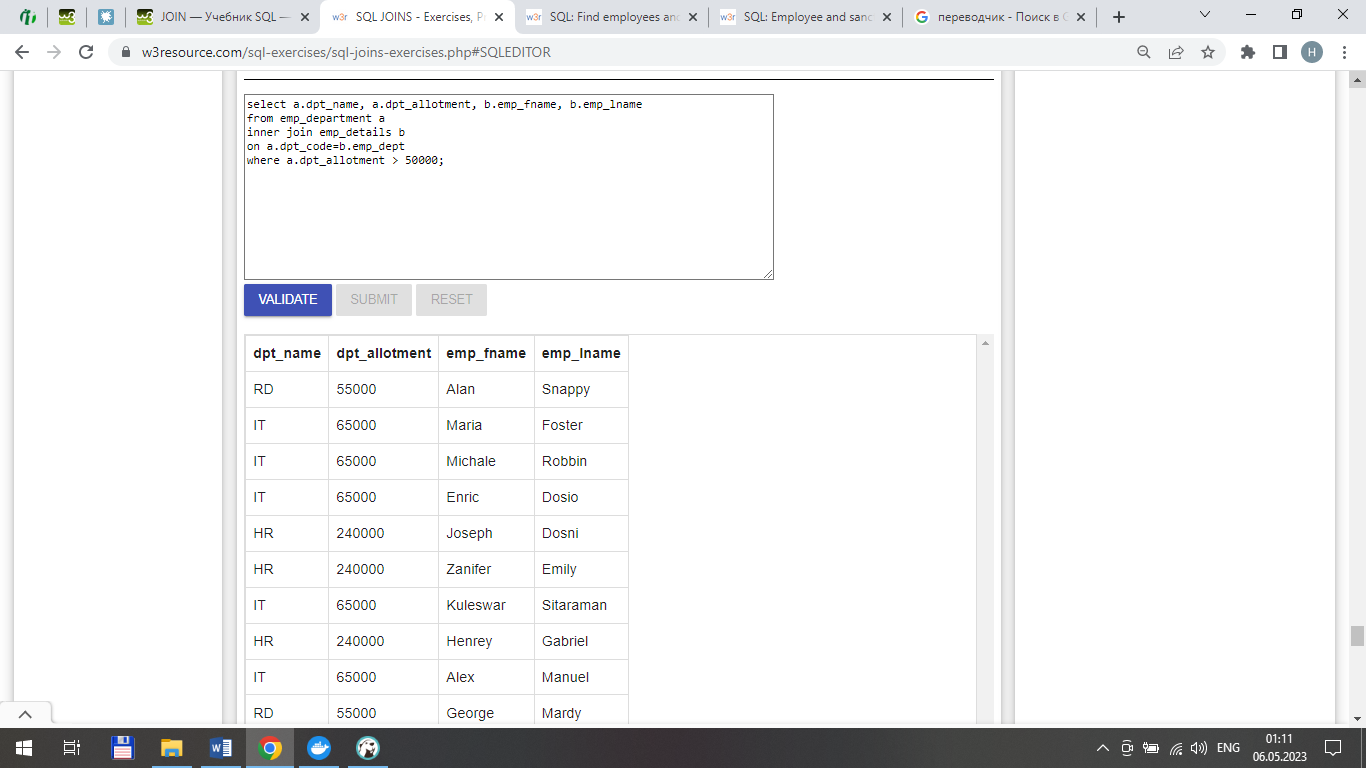 JOIN — Учебник SQL —
SQL JOINS - Exercises, P
SQL: Find employees and
SQL: Employee and sanc
переводчик - Поиск в G
w3resource.com/sql-exercises/sql-joins-exercises.php#SQLEDITOR
H
select a.dpt_name, a.dpt_allotment, b.emp_fname, b.emp_lname
from emp_department a
inner join emp_details b
on a.dpt_code=b.emp_dept
where a.dpt_allotment > 50000;
VALIDATE SUBMIT RESET
dpt_name dpt_allotment emp_fname emp_lname
RD 55000 Alan Snappy
IT 65000 Maria Foster
IT 65000 Michale Robbin
IT 65000 Enric Dosio
HR 240000 Joseph Dosni
HR 240000 Zanifer Emily
IT 65000 Kuleswar Sitaraman
HR 240000 Henrey Gabriel
IT 65000 Alex Manuel
RD 55000 George Mardy
ENG
01:11
06.05.2023